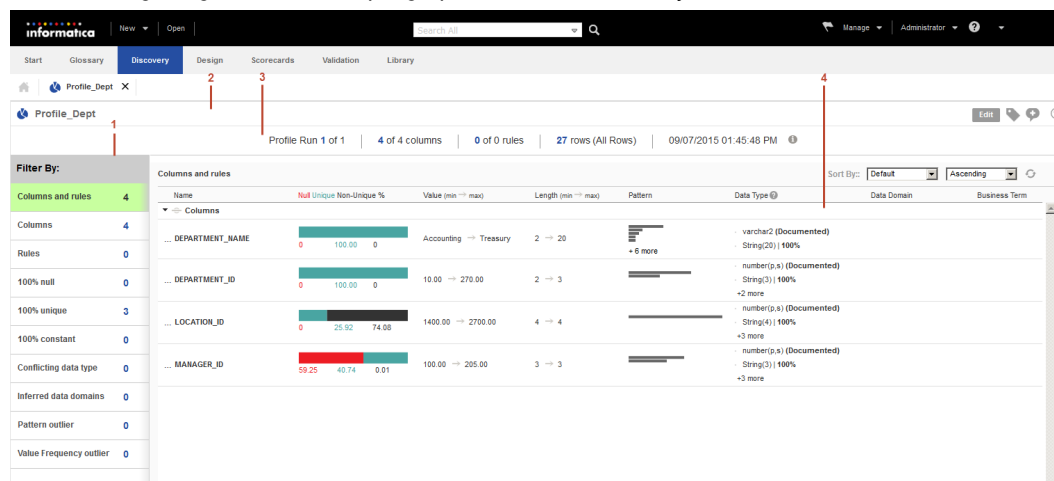 informatica New Open Search All Manage Administrator ?
Start Glossary Discovery Design Scorecards Validation Library
2 3 4
Profile_Dept X
Profile_Dept Edit
1
Profile Run 1 of 1 4 of 4 columns 0 of 0 rules 27 rows (All Rows) 09/07/2015 01:45:48 PM
Filter By:
Columns and rules 4
Columns 4
Rules 0
100% null 0
100% unique 3
100% constant 0
Conflicting data type 0
Inferred data domains 0
Pattern outlier 0
Value Frequency outlier 0
Columns and rules Sort By:: Default Ascending
Name Null Unique Non-Unique % Value (min → max) Length (min → max) Pattern Data Type Data Domain Business Term
Columns
... DEPARTMENT_NAME 0 100.00 0 Accounting → Treasury 2 → 20 + 6 more varchar2 (Documented)
String(20) | 100%
... DEPARTMENT_ID 0 100.00 0 10.00 → 270.00 2 → 3 number(p,s) (Documented)
String(3) | 100%
+2 more
... LOCATION_ID 0 25.92 74.08 1400.00 → 2700.00 4 → 4 number(p,s) (Documented)
String(4) | 100%
+3 more
... MANAGER_ID 59.25 40.74 0.01 100.00 → 205.00 3 → 3 number(p,s) (Documented)
String(3) | 100%
+3 more